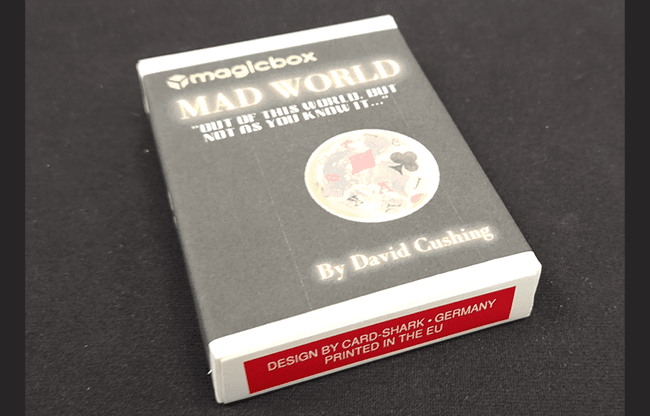 magicbox
MAD WORLD
"OUT OF THIS WORLD, BUT
NOT AS YOU KNOW IT..."
By David Cushing
DESIGN BY CARD-SHARK • GERMANY
PRINTED IN THE EU